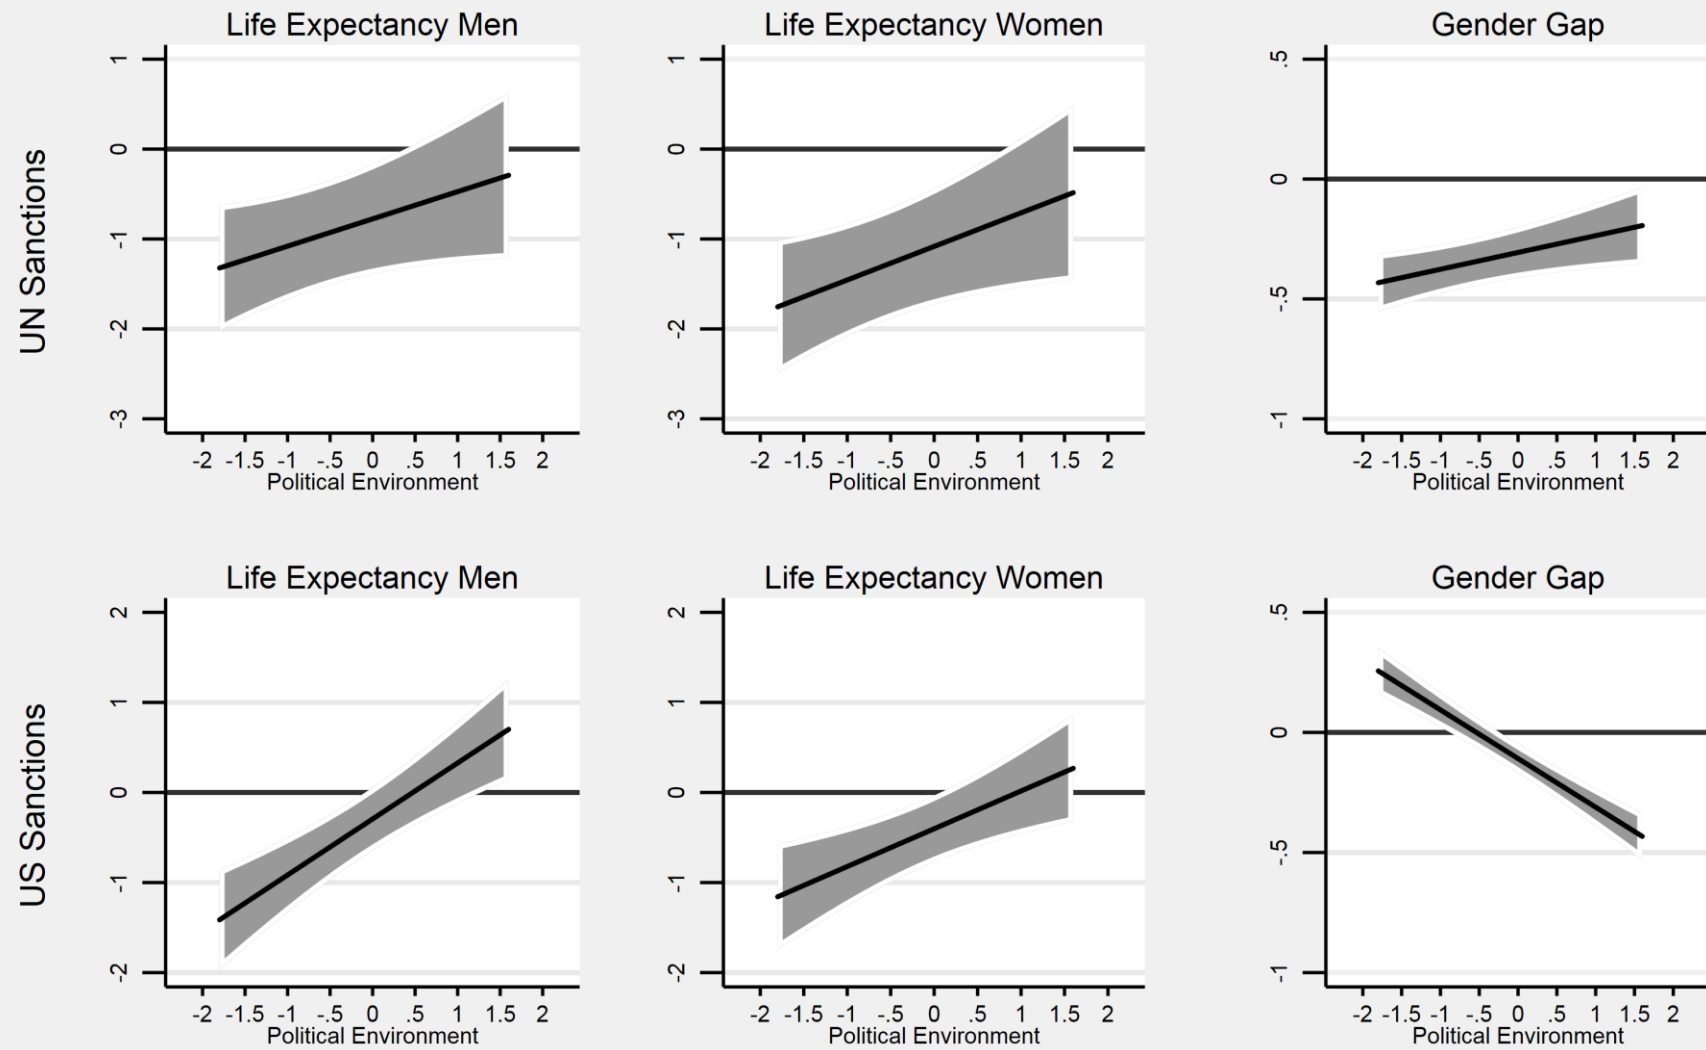 Life Expectancy Men
Life Expectancy Women
Gender Gap
UN Sanctions
1
0
-1
-2
-3
-2 -1.5 -1 -.5 0 .5 1 1.5 2
Political Environment
1
0
-1
-2
-3
-2 -1.5 -1 -.5 0 .5 1 1.5 2
Political Environment
.5
0
-.5
-1
-2 -1.5 -1 -.5 0 .5 1 1.5 2
Political Environment
Life Expectancy Men
Life Expectancy Women
Gender Gap
US Sanctions
2
1
0
-1
-2
-2 -1.5 -1 -.5 0 .5 1 1.5 2
Political Environment
2
1
0
-1
-2
-2 -1.5 -1 -.5 0 .5 1 1.5 2
Political Environment
.5
0
-.5
-1
-2 -1.5 -1 -.5 0 .5 1 1.5 2
Political Environment